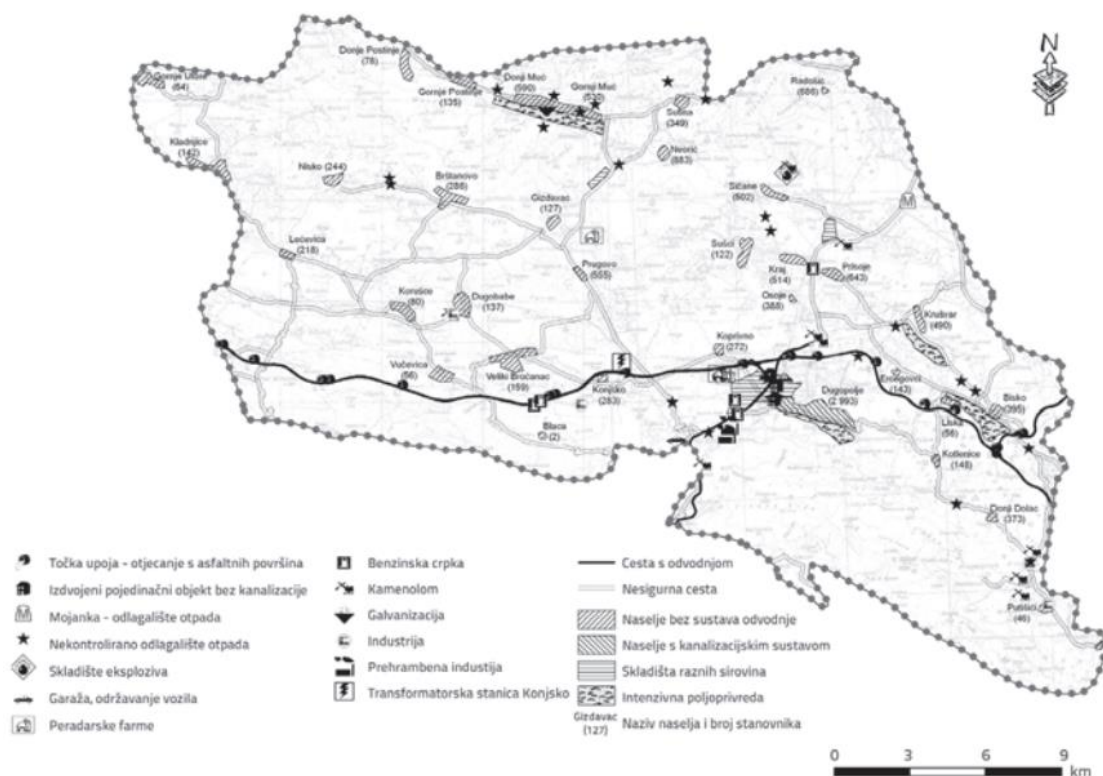 N
Donje Postinje
(78)
Gornje Postinje
(135)
Donji Muć
(590)
Gornji Muć
Radošić
Sutina
(349)
Neorić
(883)
Kladnjice
(142)
Nisko (244)
Brštanovo
(288)
Gizdavac
(127)
Sičane
(602)
M
Lećevica
(218)
Prugovo
(555)
Sušci
(122)
Kraj
(514)
Prisoje
(643)
Osoje
(388)
Korušce
(80)
Dugobabe
(137)
Krušvar
(490)
Koprivno
(272)
Vučevica
(56)
Veliki Broćanac
(159)
Konjsko
(283)
Dugopolje
(2 993)
Ercegovci
(143)
Bisko
(395)
Liska
(56)
Blaca
(2)
Kotlenice
(148)
Donji Dolac
(373)
Putišići
(46)
Točka upoja - otjecanje s asfaltnih površina
Izdvojeni pojedinačni objekt bez kanalizacije
Mojanka - odlagalište otpada
Nekontrolirano odlagalište otpada
Skladište eksploziva
Garaža, održavanje vozila
Peradarske farme
Benzinska crpka
Kamenolom
Galvanizacija
Industrija
Prehrambena industija
Transformatorska stanica Konjsko
Cesta s odvodnjom
Nesigurna cesta
Naselje bez sustava odvodnje
Naselje s kanalizacijskim sustavom
Skladišta raznih sirovina
Intenzivna poljoprivreda
Gizdavac
(127)
Naziv naselja i broj stanovnika
0 3 6 9
km